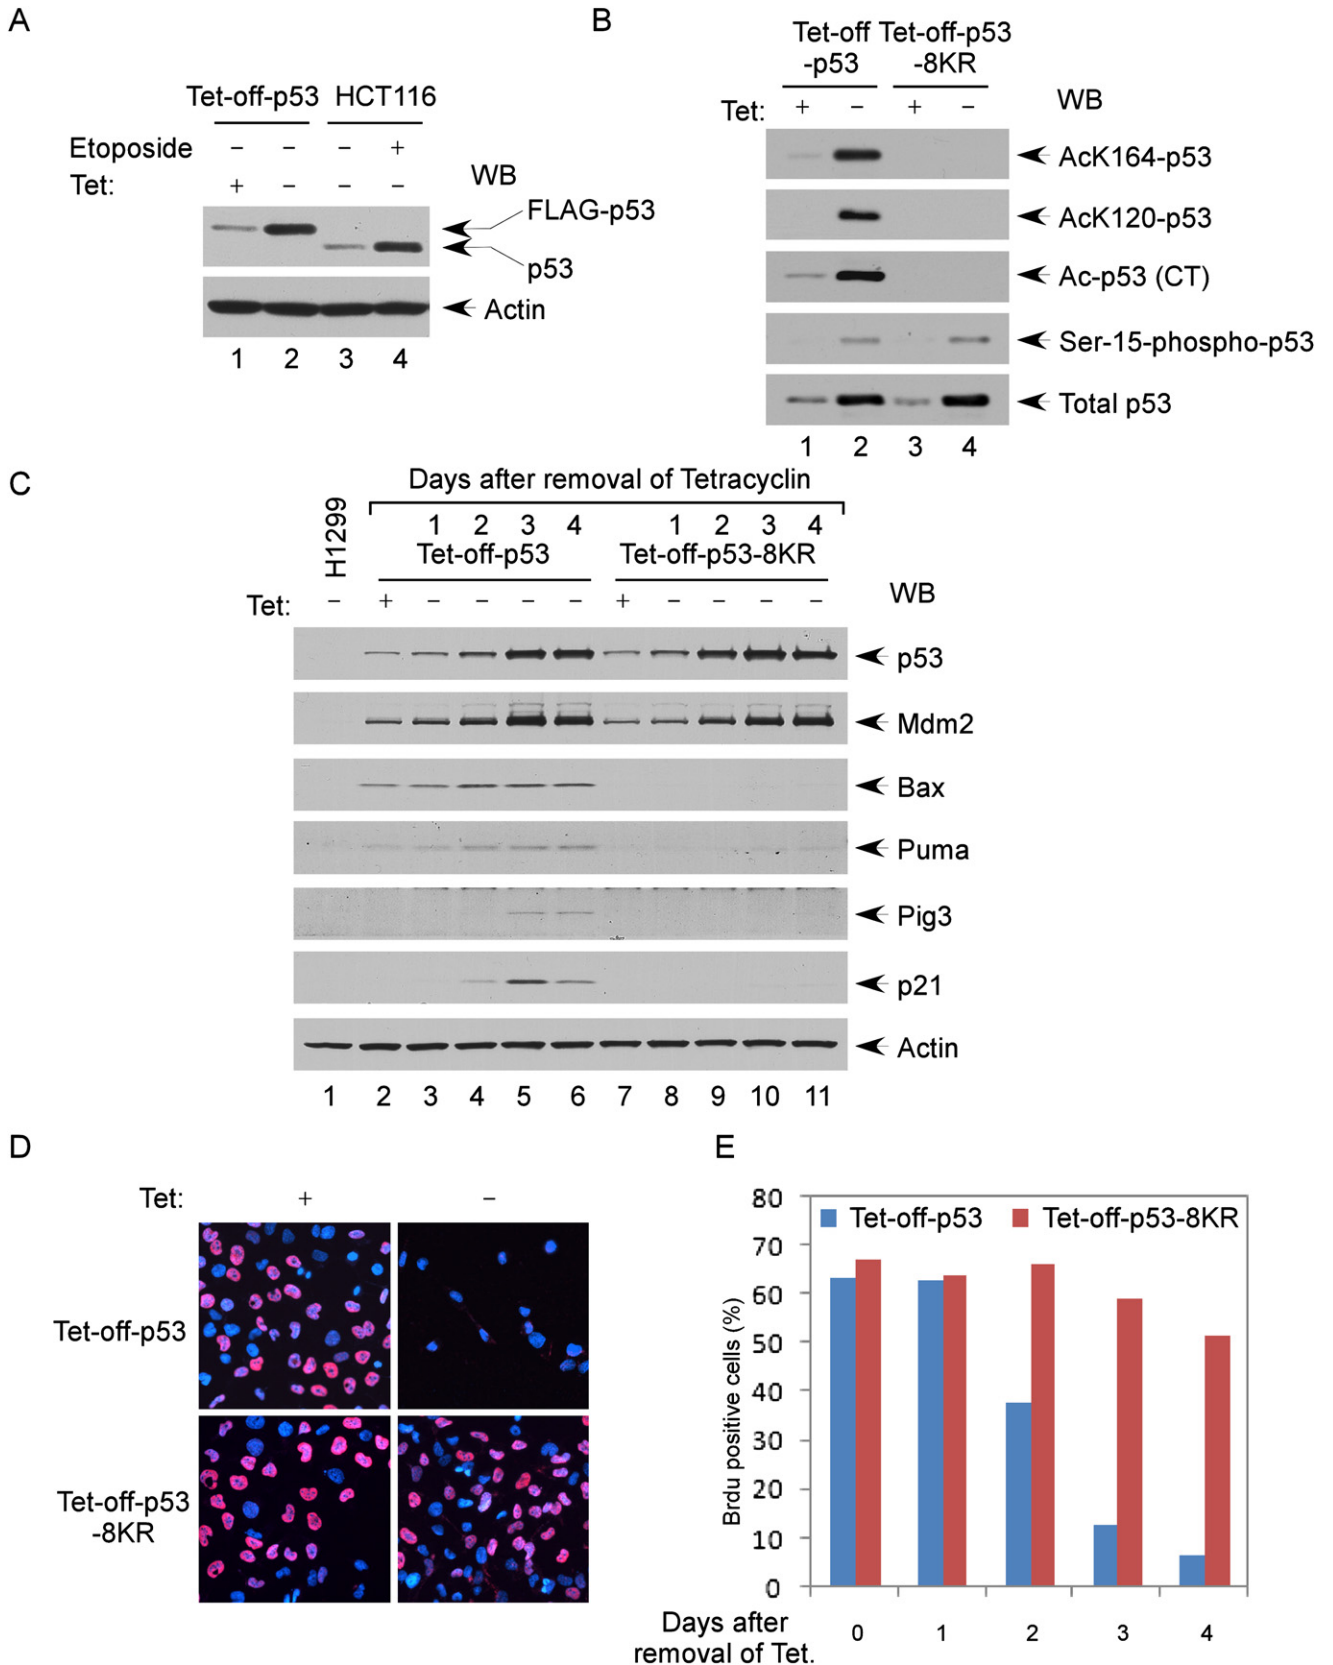 A
Tet-off-p53 HCT116
Etoposide – – – +
Tet: + – – –
WB
FLAG-p53
p53
Actin
1 2 3 4
B
Tet-off Tet-off-p53
-p53 -8KR
Tet: + – + –
WB
AcK164-p53
AcK120-p53
Ac-p53 (CT)
Ser-15-phospho-p53
Total p53
1 2 3 4
C
Days after removal of Tetracyclin
H1299
1 2 3 4 1 2 3 4
Tet-off-p53 Tet-off-p53-8KR
Tet: – + – – – – + – – – –
WB
p53
Mdm2
Bax
Puma
Pig3
p21
Actin
1 2 3 4 5 6 7 8 9 10 11
D
Tet: + –
Tet-off-p53
Tet-off-p53
-8KR
E
Tet-off-p53 Tet-off-p53-8KR
80
70
60
50
40
30
20
10
0
Brdu positive cells (%)
0 1 2 3 4
Days after
removal of Tet.